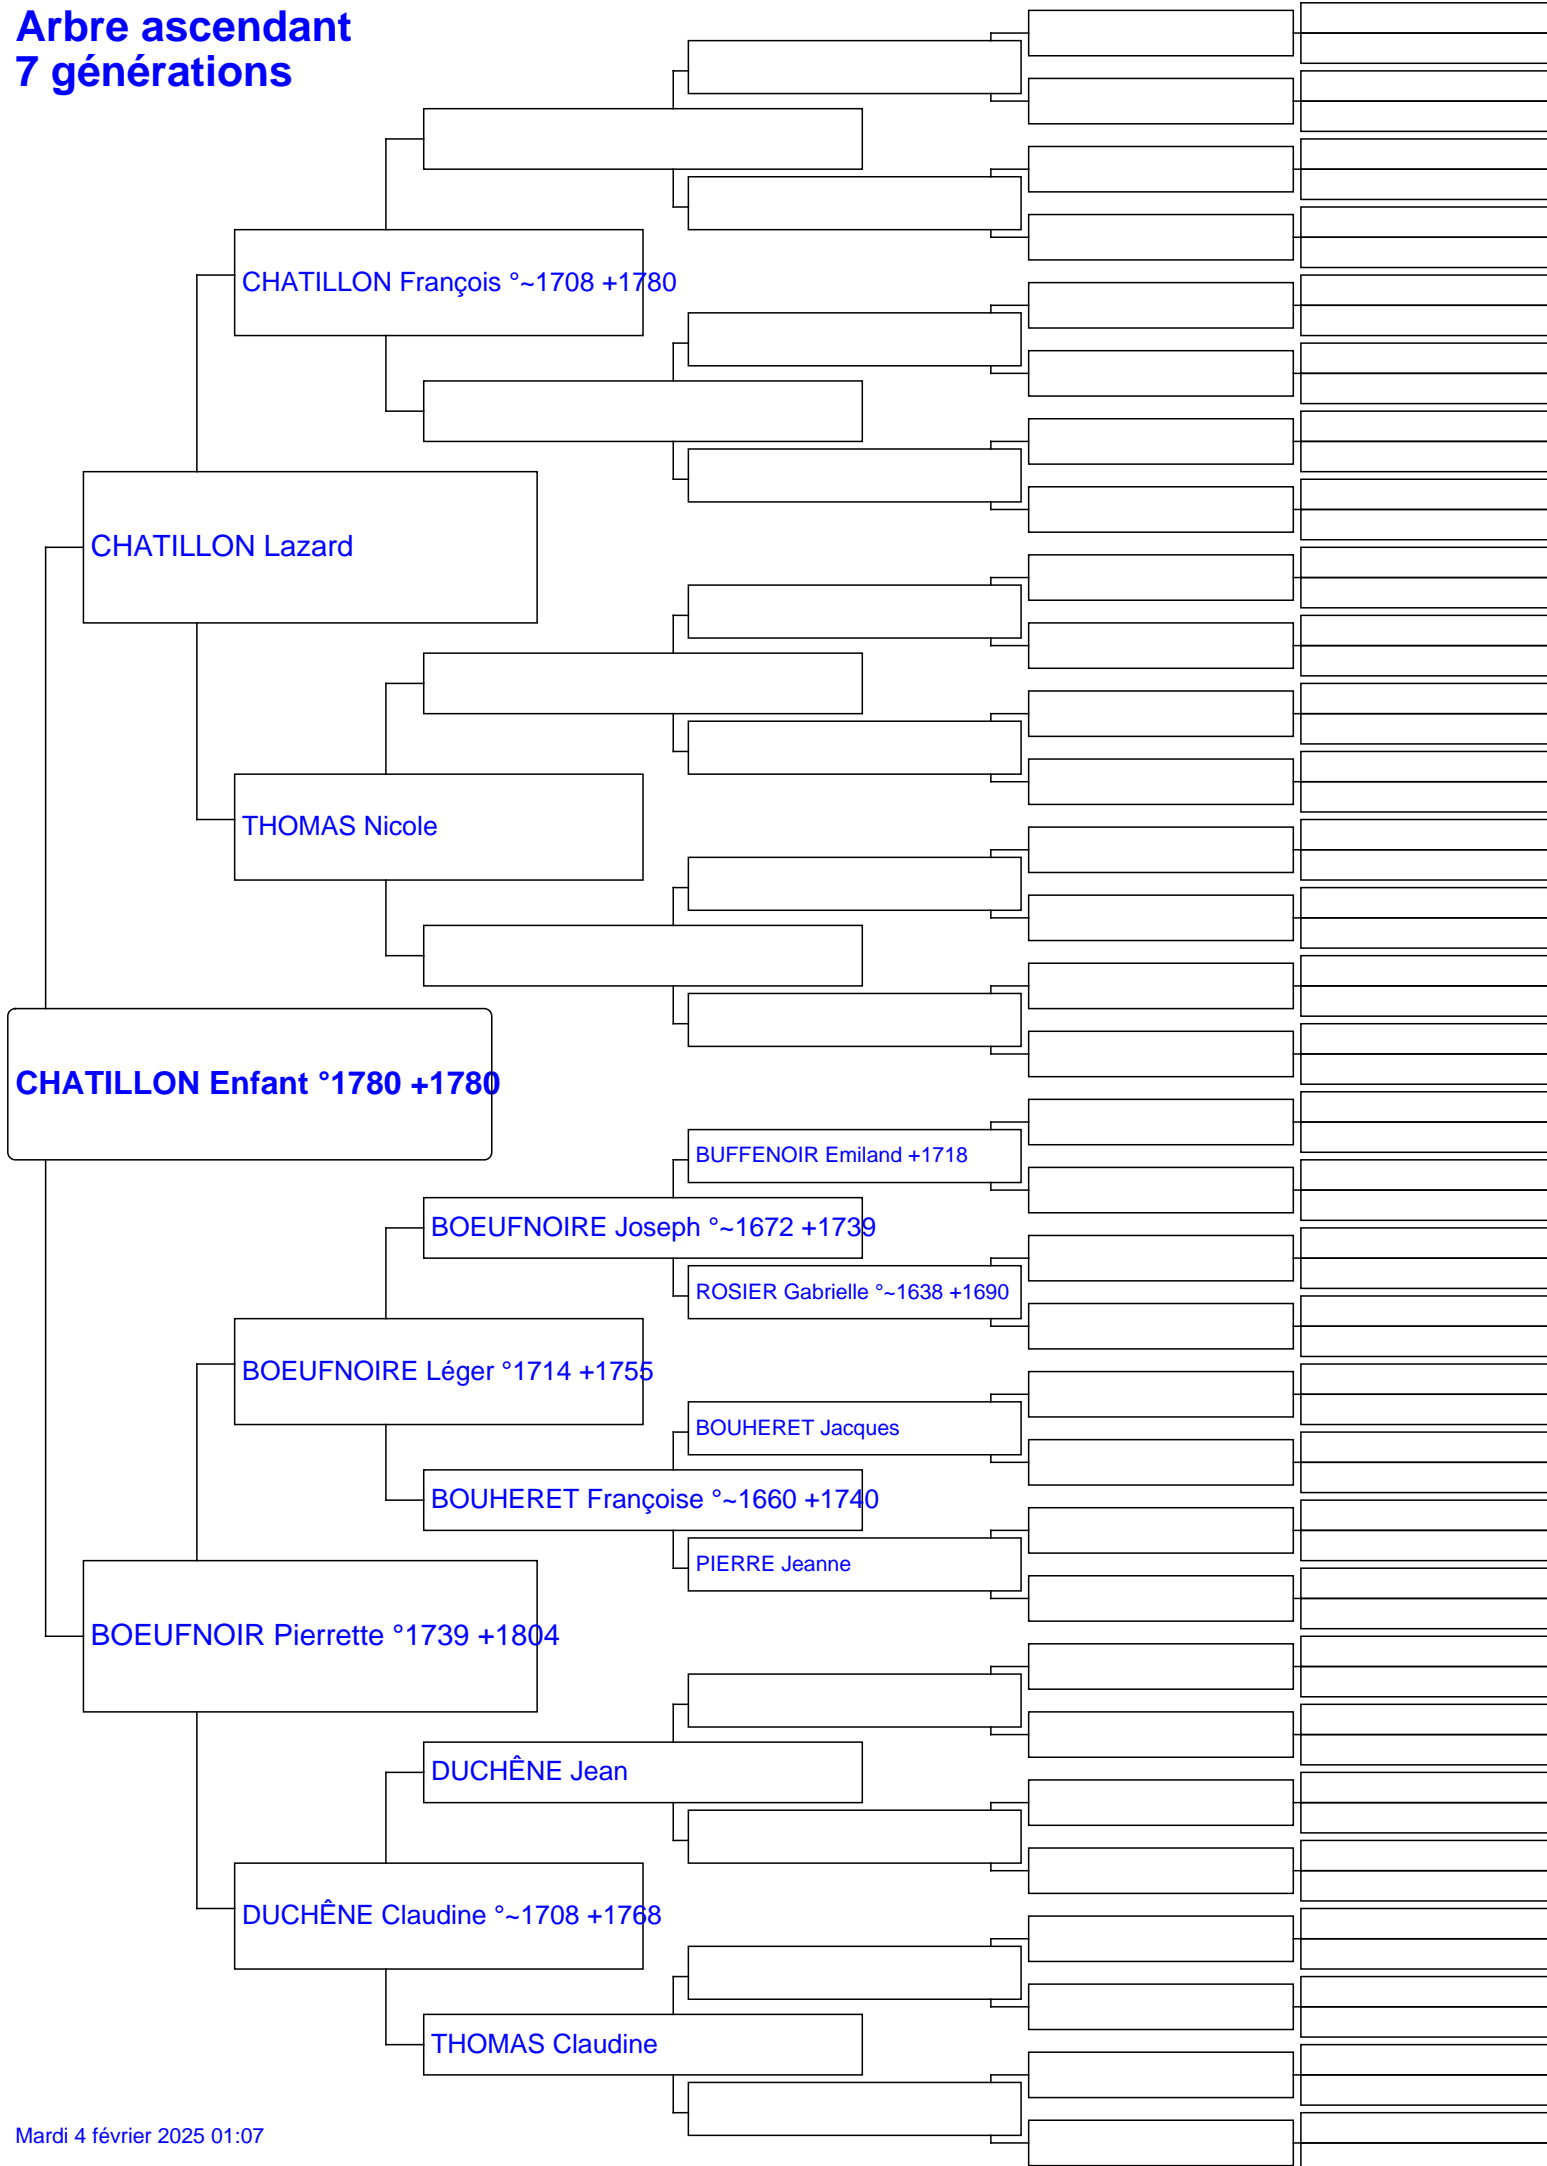 Arbre ascendant
7 générations
CHATILLON François °~1708 +1780
CHATILLON Lazard
THOMAS Nicole
CHATILLON Enfant °1780 +1780
BUFFENOIR Emiland +1718
BOEUFNOIRE Joseph °~1672 +1739
ROSIER Gabrielle °~1638 +1690
BOEUFNOIRE Léger °1714 +1755
BOUHERET Jacques
BOUHERET Françoise °~1660 +1740
PIERRE Jeanne
BOEUFNOIR Pierrette °1739 +1804
DUCHÊNE Jean
DUCHÊNE Claudine °~1708 +1768
THOMAS Claudine
Mardi 4 février 2025 01:07